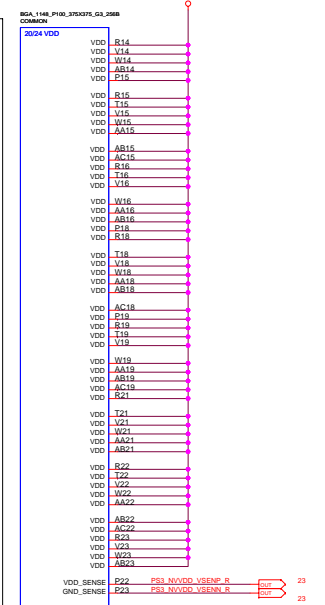 BGA_1148_P100_375X375_G3_256B
COMMON
20/24 VDD
VDD R14
VDD V14
VDD W14
VDD AB14
VDD P15
VDD R15
VDD T15
VDD V15
VDD W15
VDD AA15
VDD AB15
VDD AC15
VDD R16
VDD T16
VDD V16
VDD W16
VDD AA16
VDD AB16
VDD P18
VDD R18
VDD T18
VDD V18
VDD W18
VDD AA18
VDD AB18
VDD AC18
VDD P19
VDD R19
VDD T19
VDD V19
VDD W19
VDD AA19
VDD AB19
VDD AC19
VDD R21
VDD T21
VDD V21
VDD W21
VDD AA21
VDD AB21
VDD R22
VDD T22
VDD V22
VDD W22
VDD AA22
VDD AB22
VDD AC22
VDD R23
VDD V23
VDD W23
VDD AB23
VDD_SENSE P22 PS3_NVVDD_VSENP_R OUT 23
GND_SENSE P23 PS3_NVVDD_VSENN_R OUT 23